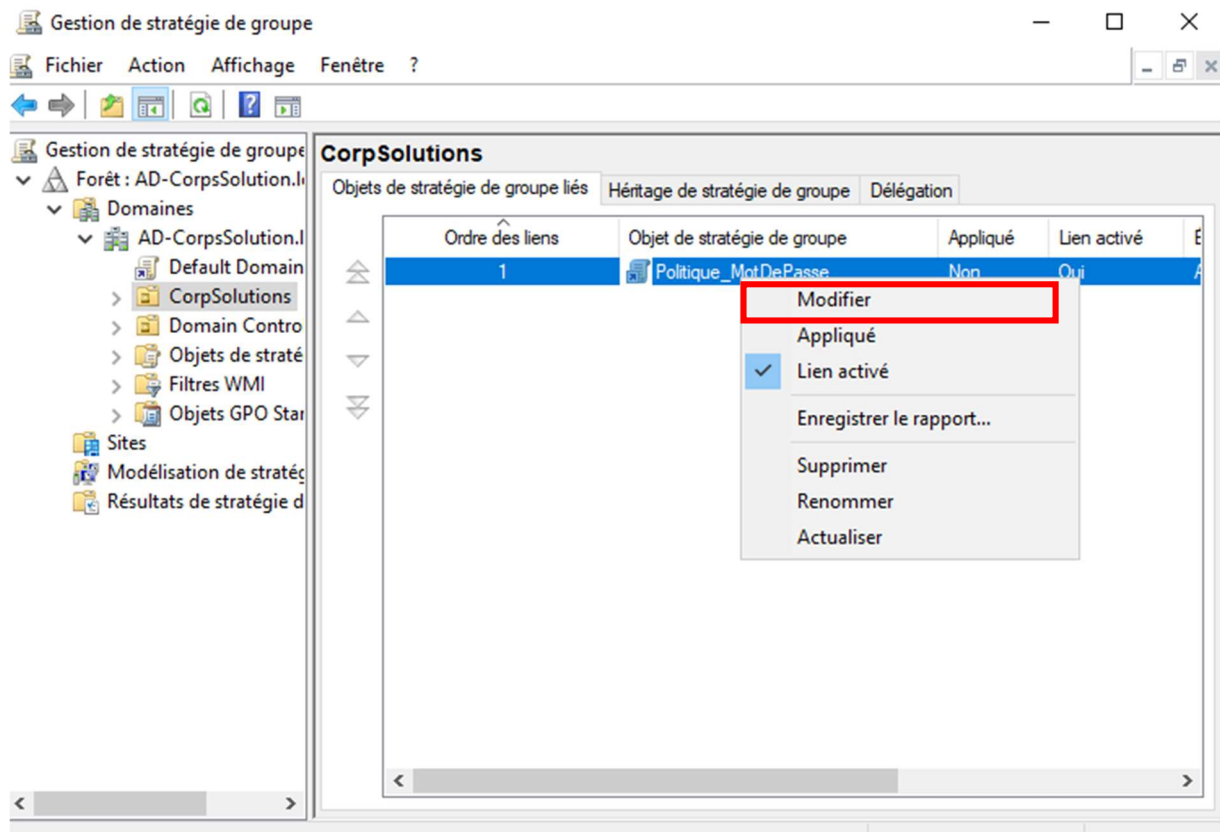 Gestion de stratégie de groupe
Fichier Action Affichage Fenêtre ?
Gestion de stratégie de groupe
Forêt : AD-CorpsSolution.l
Domaines
AD-CorpsSolution.l
Default Domain
CorpSolutions
Domain Contro
Objets de straté
Filtres WMI
Objets GPO Star
Sites
Modélisation de stratég
Résultats de stratégie d
CorpSolutions
Objets de stratégie de groupe liés Héritage de stratégie de groupe Délégation
Ordre des liens Objet de stratégie de groupe Appliqué Lien activé É
1 Politique_MotDePasse Non Oui A
Modifier
Appliqué
Lien activé
Enregistrer le rapport...
Supprimer
Renommer
Actualiser